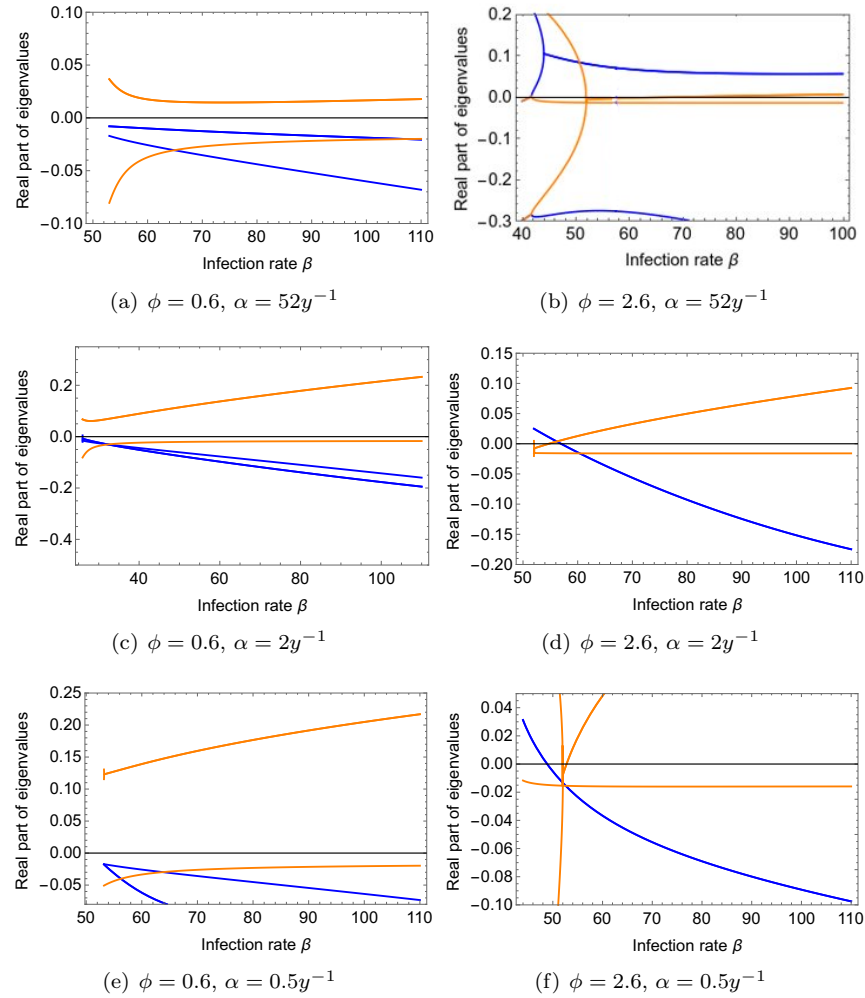 0.10
0.05
0.00
−0.05
−0.10
Real part of eigenvalues
50 60 70 80 90 100 110
Infection rate β
(a) ϕ = 0.6, α = 52y⁻¹
0.2
0.1
0.0
−0.1
−0.2
−0.3
Real part of eigenvalues
40 50 60 70 80 90 100
Infection rate β
(b) ϕ = 2.6, α = 52y⁻¹
0.2
0.0
−0.2
−0.4
Real part of eigenvalues
40 60 80 100
Infection rate β
(c) ϕ = 0.6, α = 2y⁻¹
0.15
0.10
0.05
0.00
−0.05
−0.10
−0.15
−0.20
Real part of eigenvalues
50 60 70 80 90 100 110
Infection rate β
(d) ϕ = 2.6, α = 2y⁻¹
0.25
0.20
0.15
0.10
0.05
0.00
−0.05
Real part of eigenvalues
50 60 70 80 90 100 110
Infection rate β
(e) ϕ = 0.6, α = 0.5y⁻¹
0.04
0.02
0.00
−0.02
−0.04
−0.06
−0.08
−0.10
Real part of eigenvalues
50 60 70 80 90 100 110
Infection rate β
(f) ϕ = 2.6, α = 0.5y⁻¹